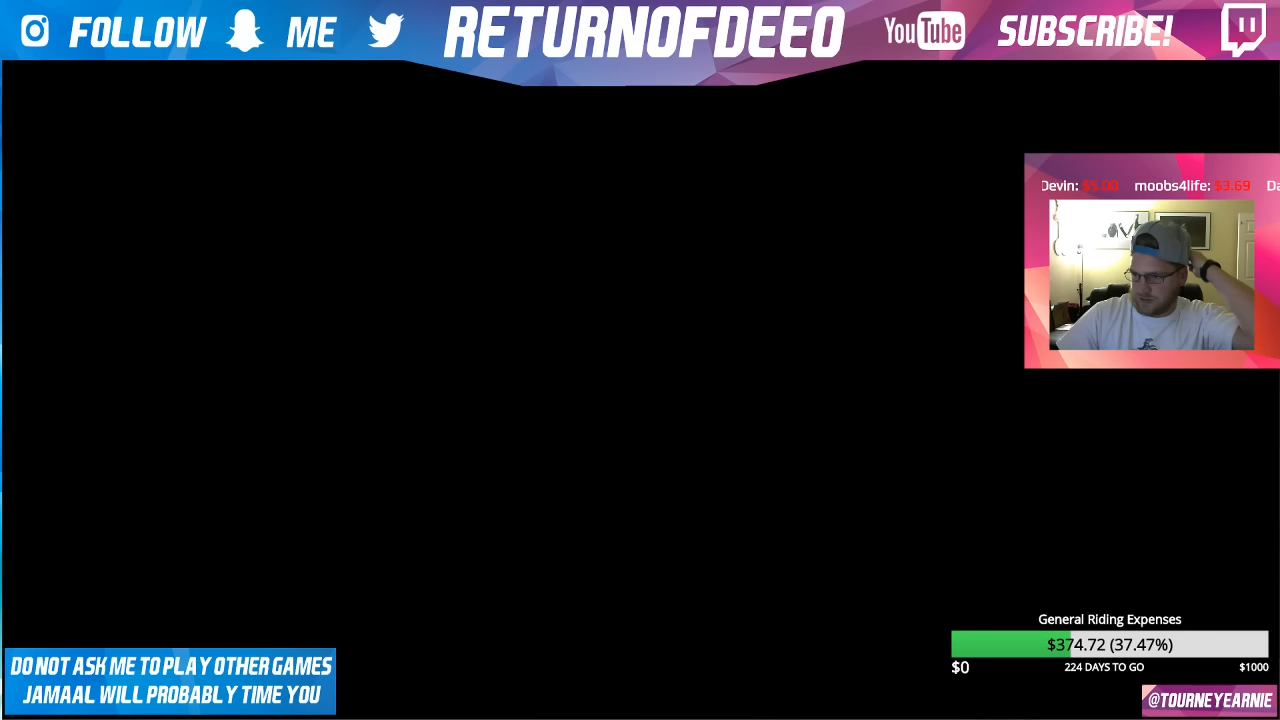 FOLLOW ME RETURNOFDEEO YouTube SUBSCRIBE!
Devin: $5.00 moobs4life: $3.69 Da
General Riding Expenses
$374.72 (37.47%)
$0 224 DAYS TO GO $1000
DO NOT ASK ME TO PLAY OTHER GAMES
JAMAAL WILL PROBABLY TIME YOU
@TOURNEYEARNIE